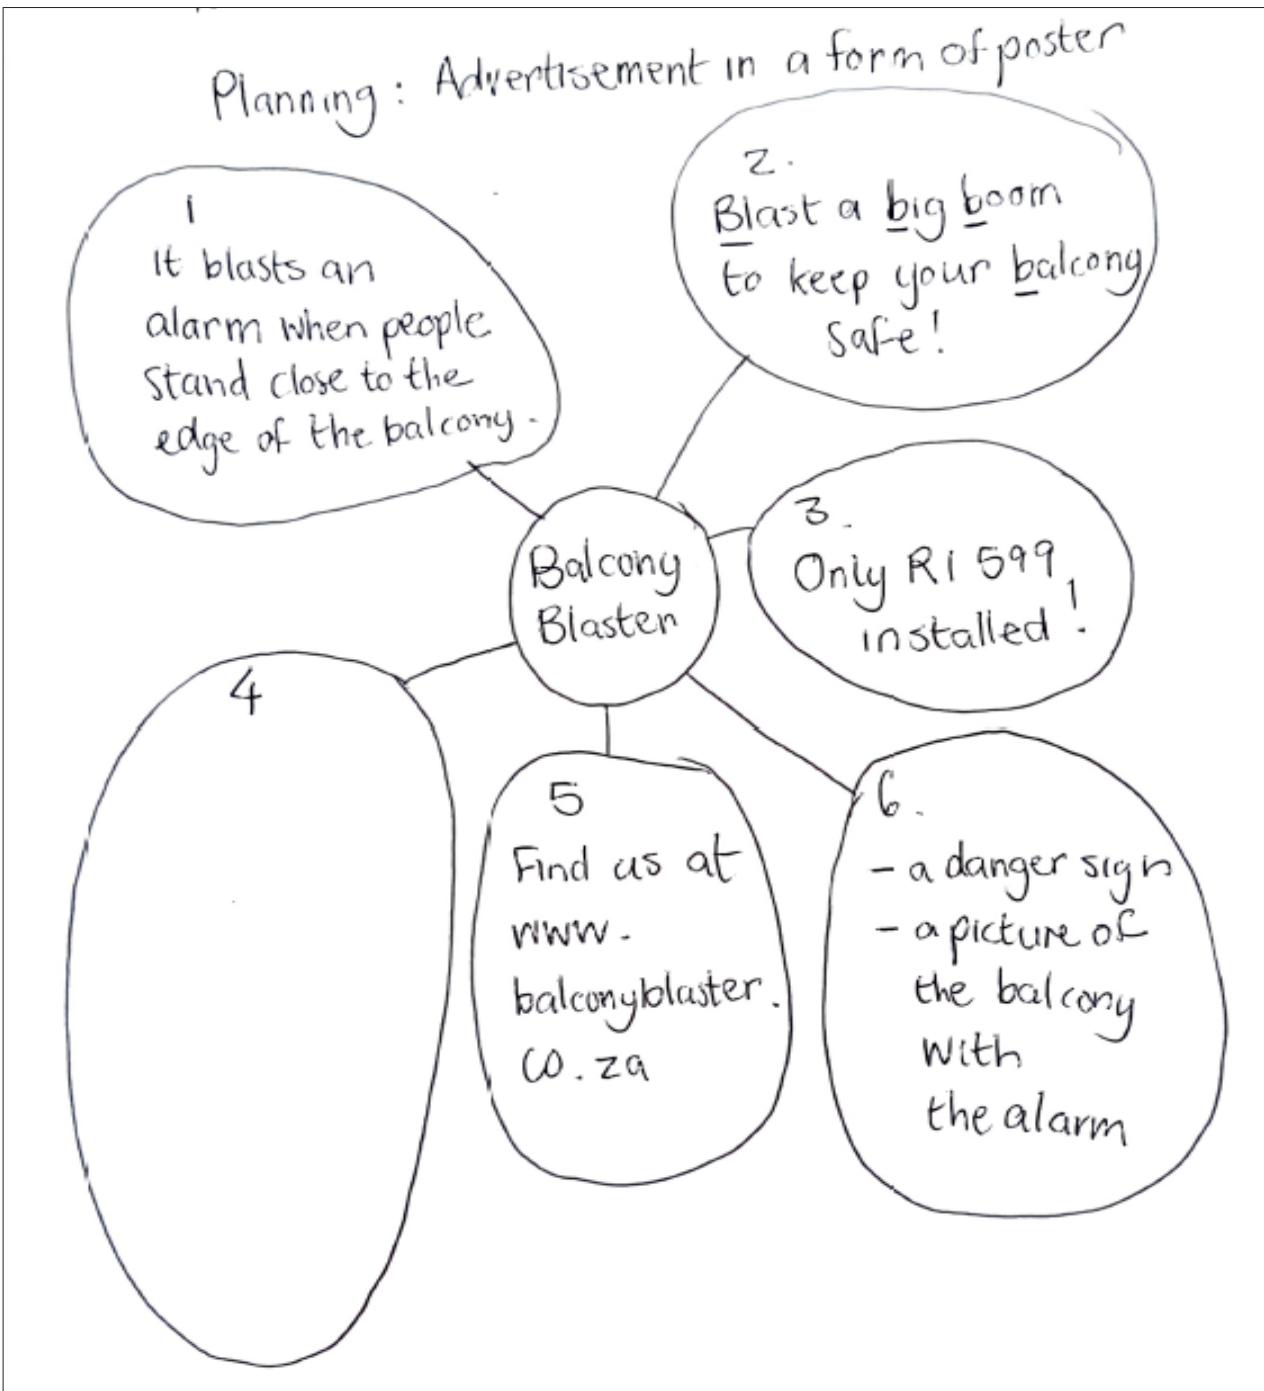 Planning: Advertisement in a form of poster
1
It blasts an
alarm when people
stand close to the
edge of the balcony.
2.
Blast a big boom
to keep your balcony
safe!
Balcony
Blaster
3.
Only R1 599
installed!
4
5
Find us at
www.
balconyblaster.
co.za
6.
- a danger sign
- a picture of
the balcony
with
the alarm